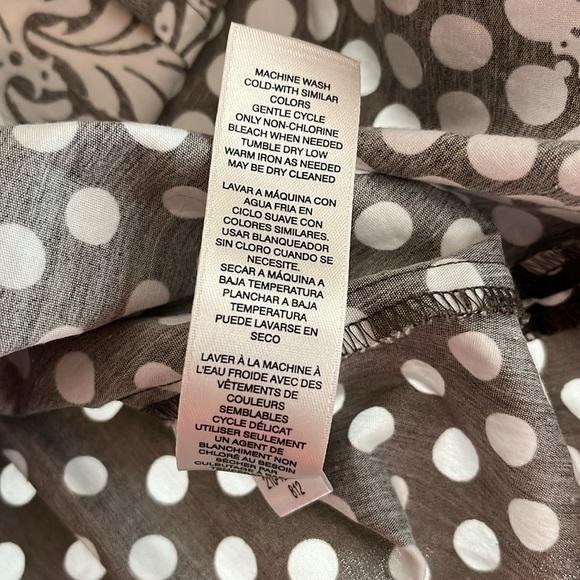 MACHINE WASH
COLD-WITH SIMILAR
COLORS
GENTLE CYCLE
ONLY NON-CHLORINE
BLEACH WHEN NEEDED
TUMBLE DRY LOW
WARM IRON AS NEEDED
MAY BE DRY CLEANED
LAVAR A MÁQUINA CON
AGUA FRIA EN
CICLO SUAVE CON
COLORES SIMILARES.
USAR BLANQUEADOR
SIN CLORO CUANDO SE
NECESITE.
SECAR A MÁQUINA A
BAJA TEMPERATURA
PLANCHAR A BAJA
TEMPERATURA
PUEDE LAVARSE EN
SECO
LAVER À LA MACHINE À
L'EAU FROIDE AVEC DES
VÊTEMENTS DE
COULEURS
SEMBLABLES
CYCLE DÉLICAT
UTILISER SEULEMENT
UN AGENT DE
BLANCHIMENT NON
CHLORÉ AU BESOIN
SÉCHER PAR
CULBUTAGE À